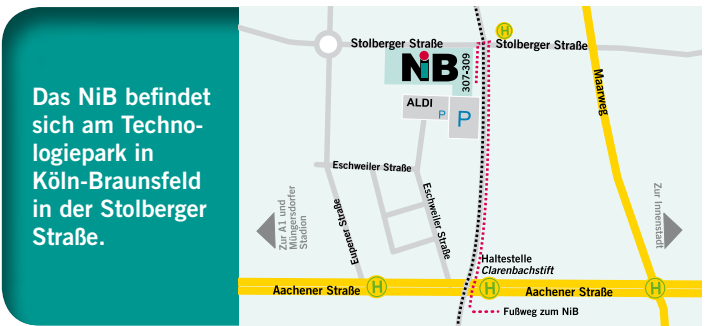 Das NiB befindet
sich am Techno-
logiepark in
Köln-Braunsfeld
in der Stolberger
Straße.
H
Stolberger Straße
Stolberger Straße
NiB
307-309
ALDI
P
P
Maarweg
Eschweiler Straße
Eschweiler Straße
Eupener Straße
Zur A1 und
Müngersdorfer
Stadion
Zur Innenstadt
Haltestelle
Clarenbachstift
Aachener Straße
H
H
Aachener Straße
H
Fußweg zum NiB